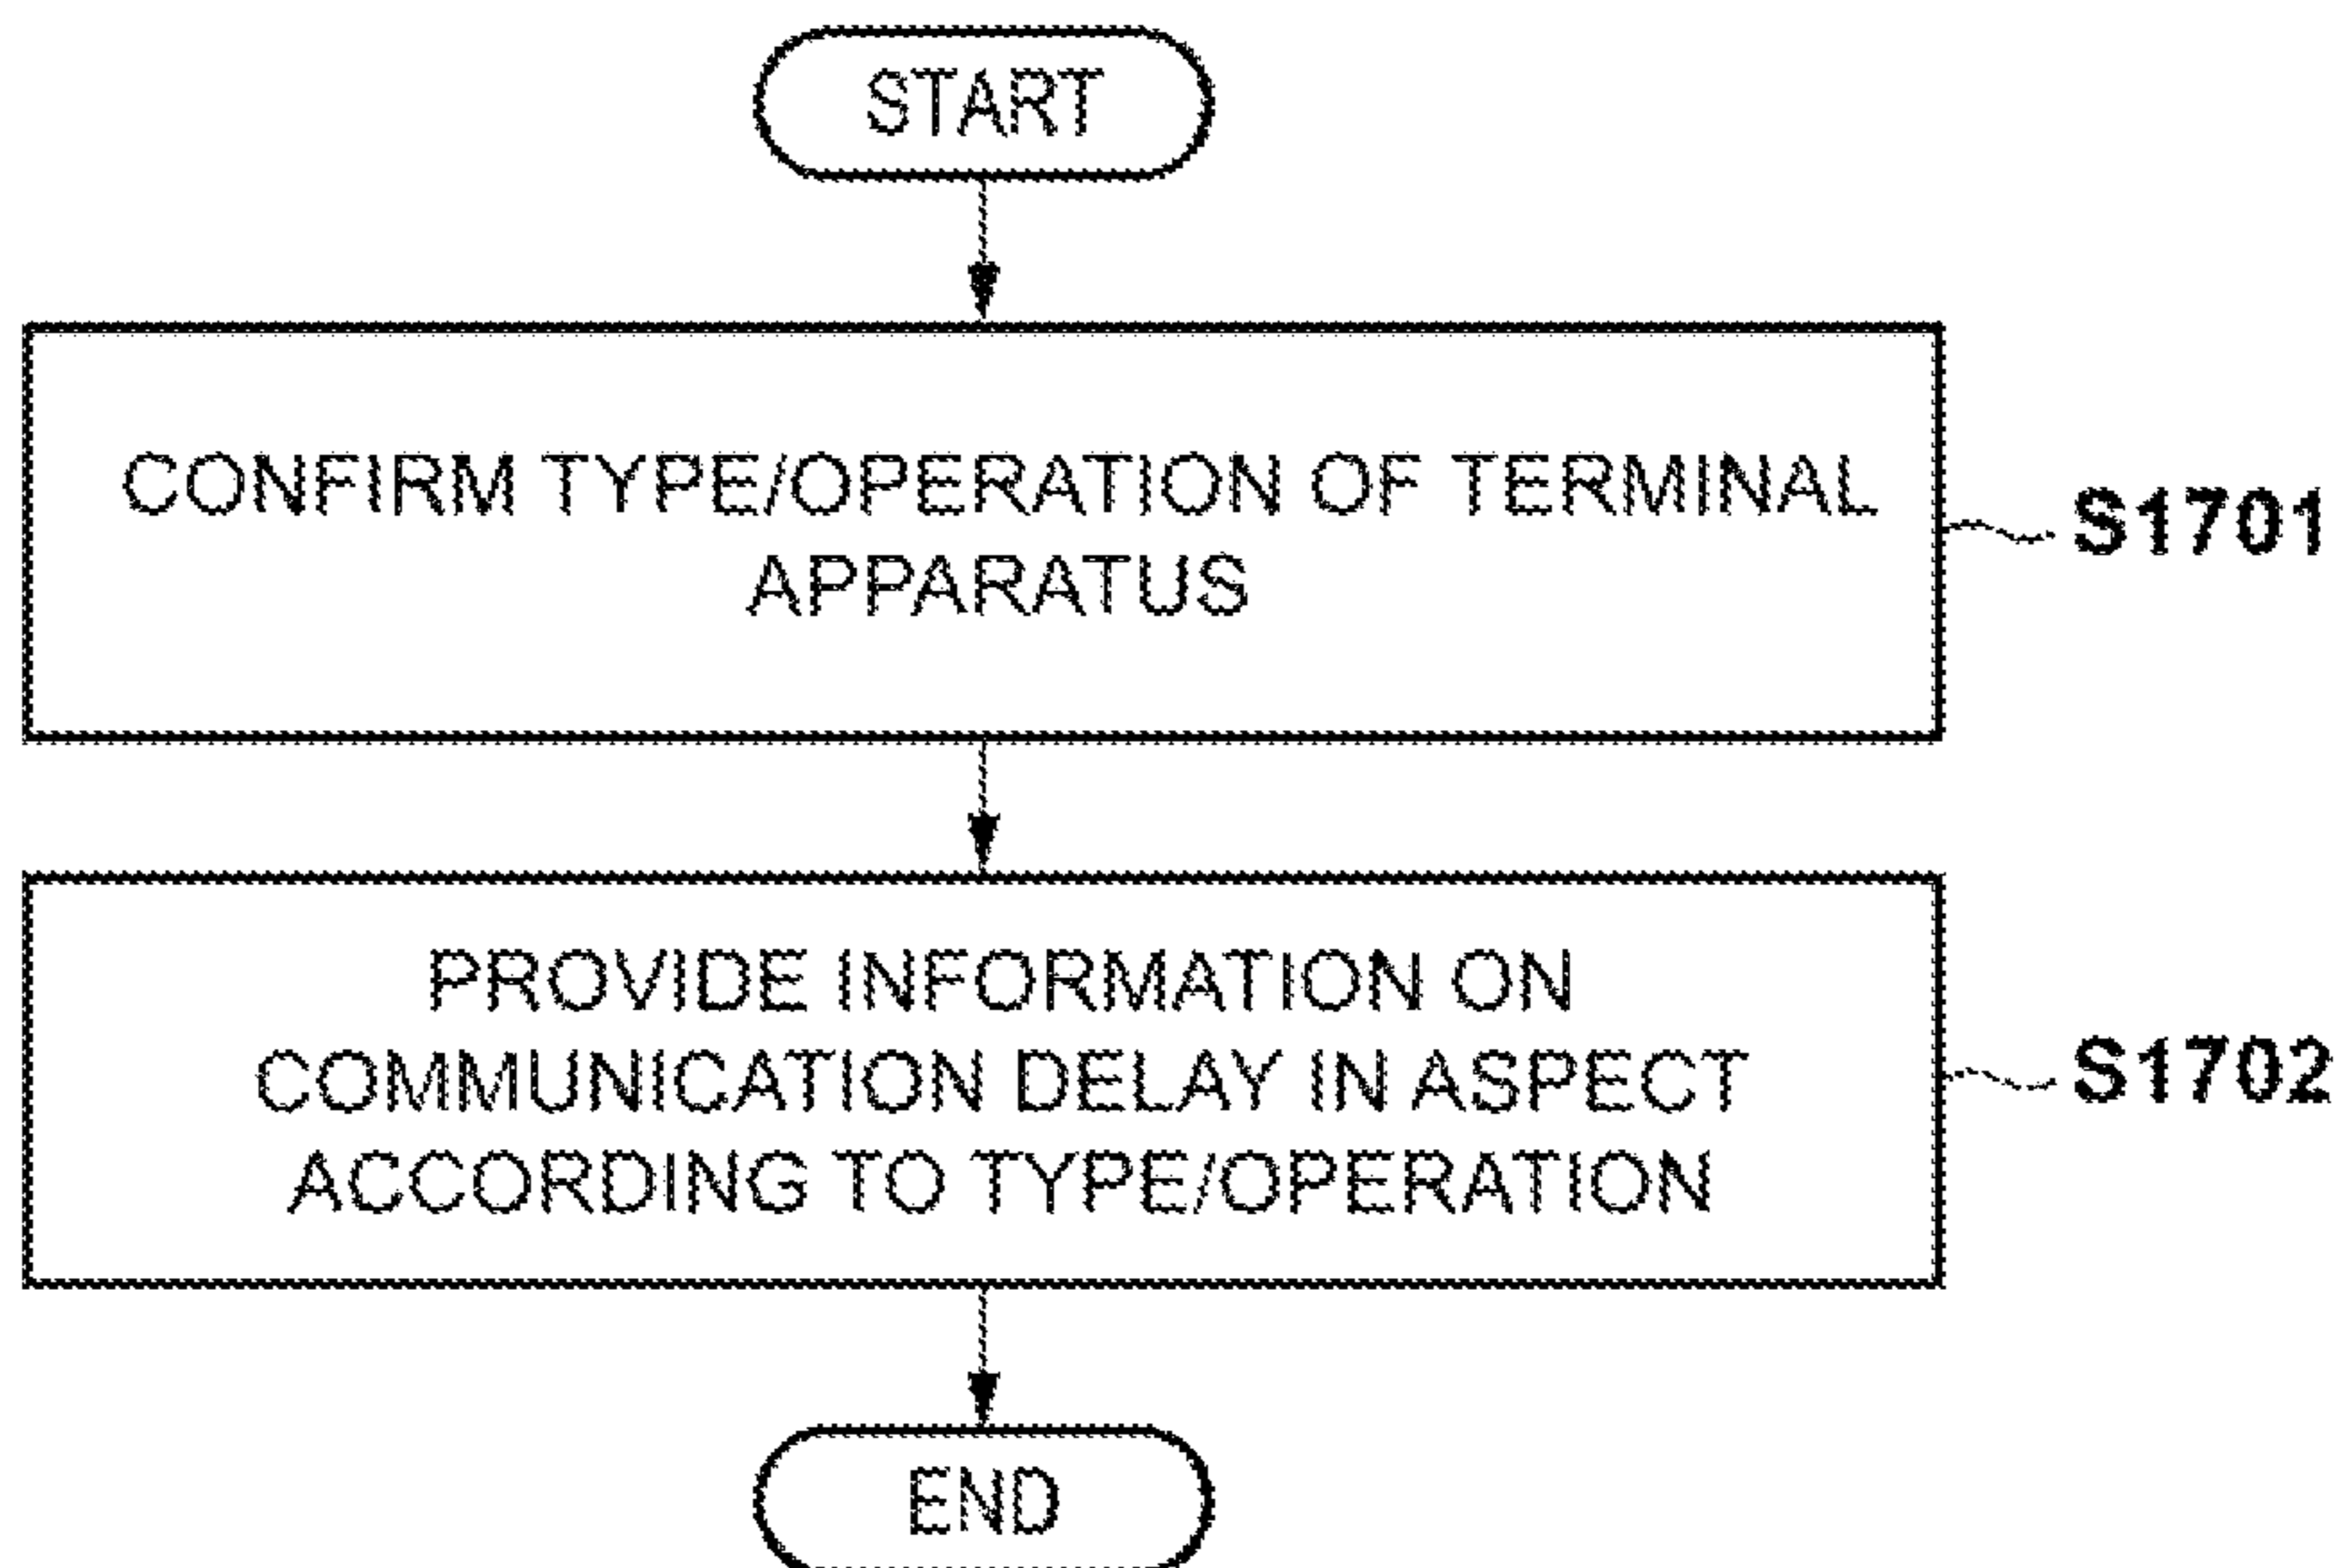 START
CONFIRM TYPE/OPERATION OF TERMINAL
APPARATUS
S1701
PROVIDE INFORMATION ON
COMMUNICATION DELAY IN ASPECT
ACCORDING TO TYPE/OPERATION
S1702
END